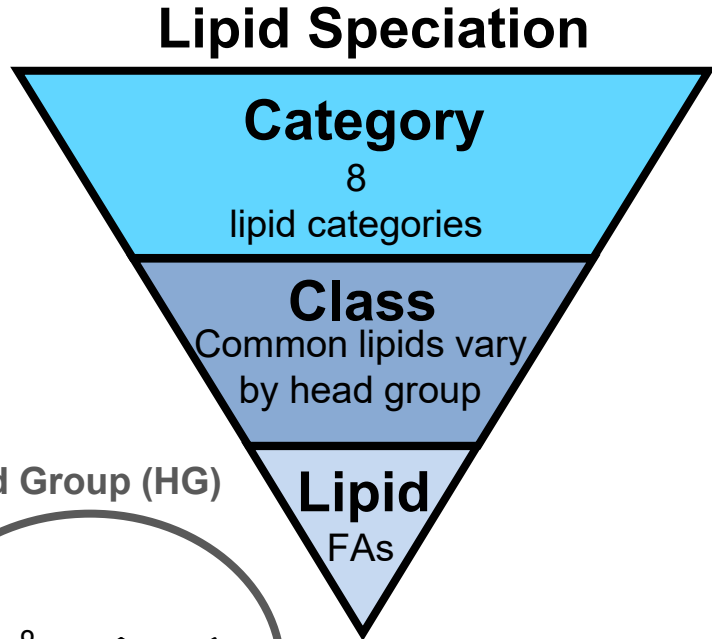 Lipid Speciation
Category
8
lipid categories
Class
Common lipids vary
by head group
Group (HG)
Lipid
FAs